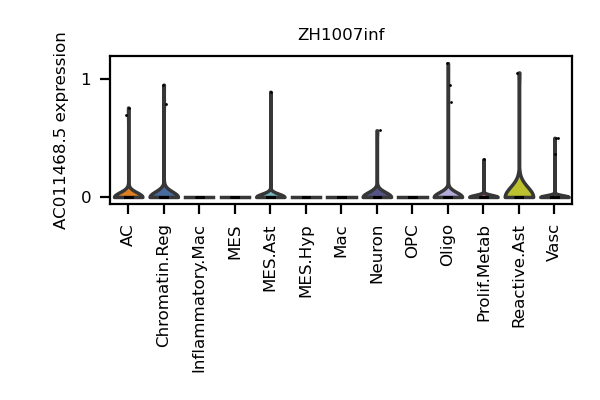 ZH1007inf
AC011468.5 expression
1
0
AC
Chromatin.Reg
Inflammatory.Mac
MES
MES.Ast
MES.Hyp
Mac
Neuron
OPC
Oligo
Prolif.Metab
Reactive.Ast
Vasc